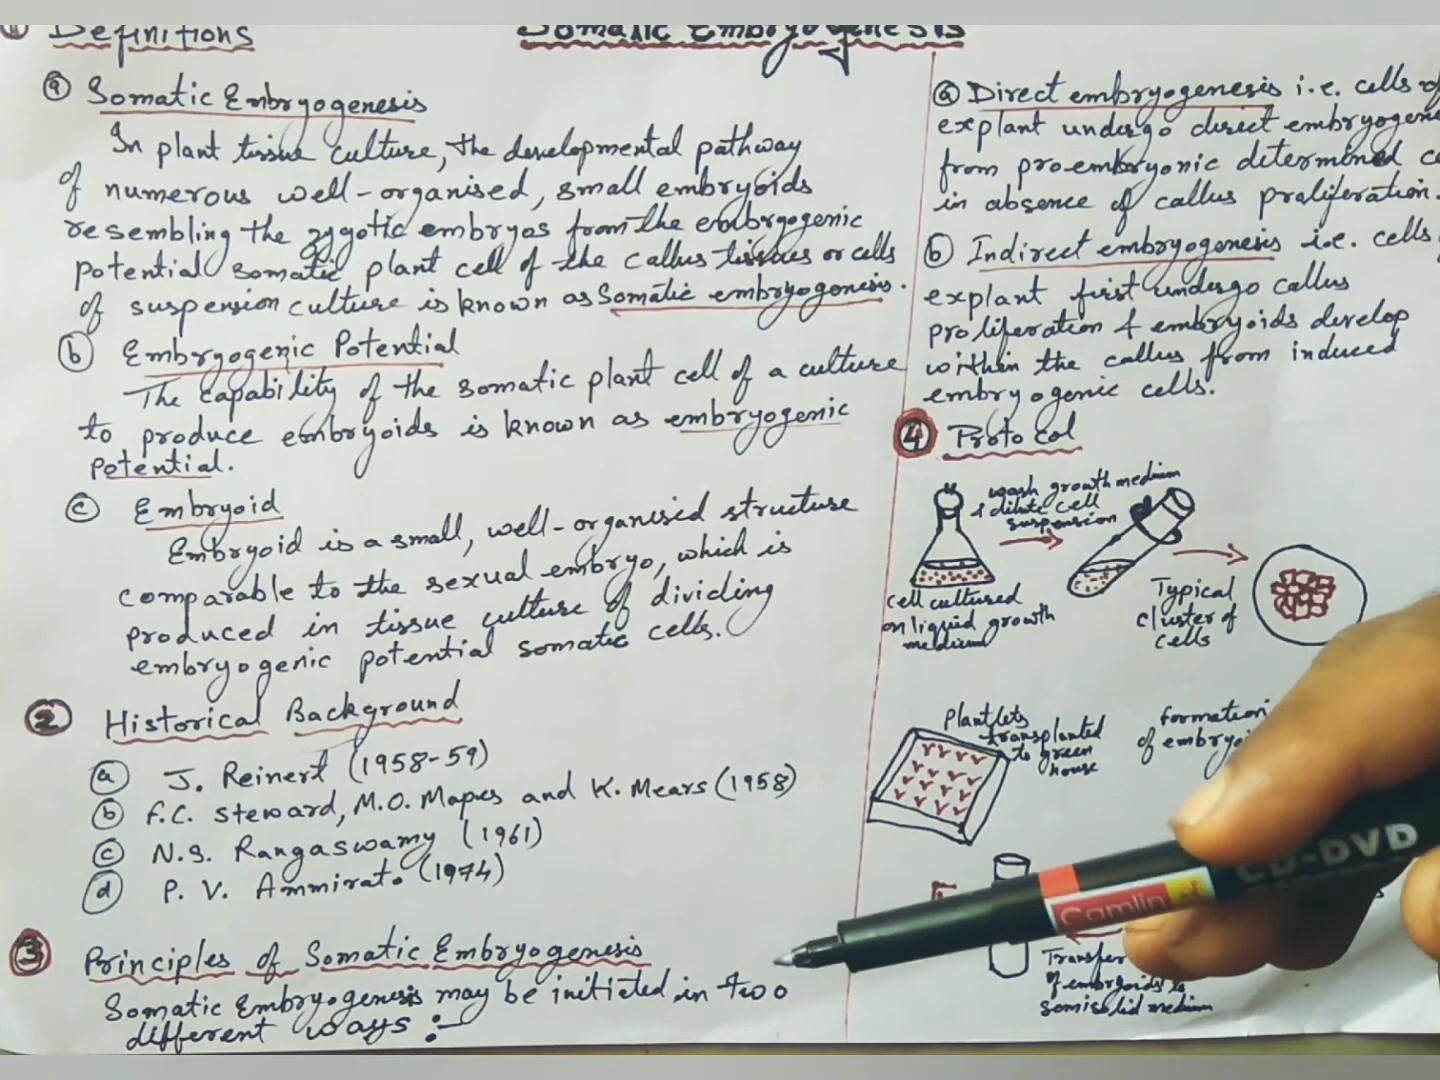 ① Definitions
Somatic Embryogenesis
ⓐ Somatic Embryogenesis
In plant tissue culture, the developmental pathway
of numerous well-organised, small embryoids
resembling the zygotic embryos from the embryogenic
potential somatic plant cell of the callus tissues or cells
of suspension culture is known as Somatic embryogenesis.
ⓑ Embryogenic Potential
The capability of the somatic plant cell of a culture
to produce embryoids is known as embryogenic
potential.
ⓒ Embryoid
Embryoid is a small, well-organised structure
comparable to the sexual embryo, which is
produced in tissue culture of dividing
embryogenic potential somatic cells.
② Historical Background
ⓐ J. Reinert (1958-59)
ⓑ F.C. Steward, M.O. Mapes and K. Mears (1958)
ⓒ N.S. Rangaswamy (1961)
ⓓ P. V. Ammirato (1974)
③ Principles of Somatic Embryogenesis
Somatic Embryogenesis may be initiated in two
different ways :-
ⓐ Direct embryogenesis i.e. cells of
explant undergo direct
from pro-embryonic determined
in absence of callus proliferation.
ⓑ Indirect embryogenesis i.e. cells
explant first undergo callus
proliferation & embryoids develop
within the callus from induced
embryogenic cells.
④ Protocol
wash growth medium
& dilute cell
suspension
cell cultured
on liquid growth
medium
Typical
cluster of
cells
Plantlets
transplanted
to green
house
formation
of
Transfer
of embryoids to
semisolid medium
CD-DVD
Camlin